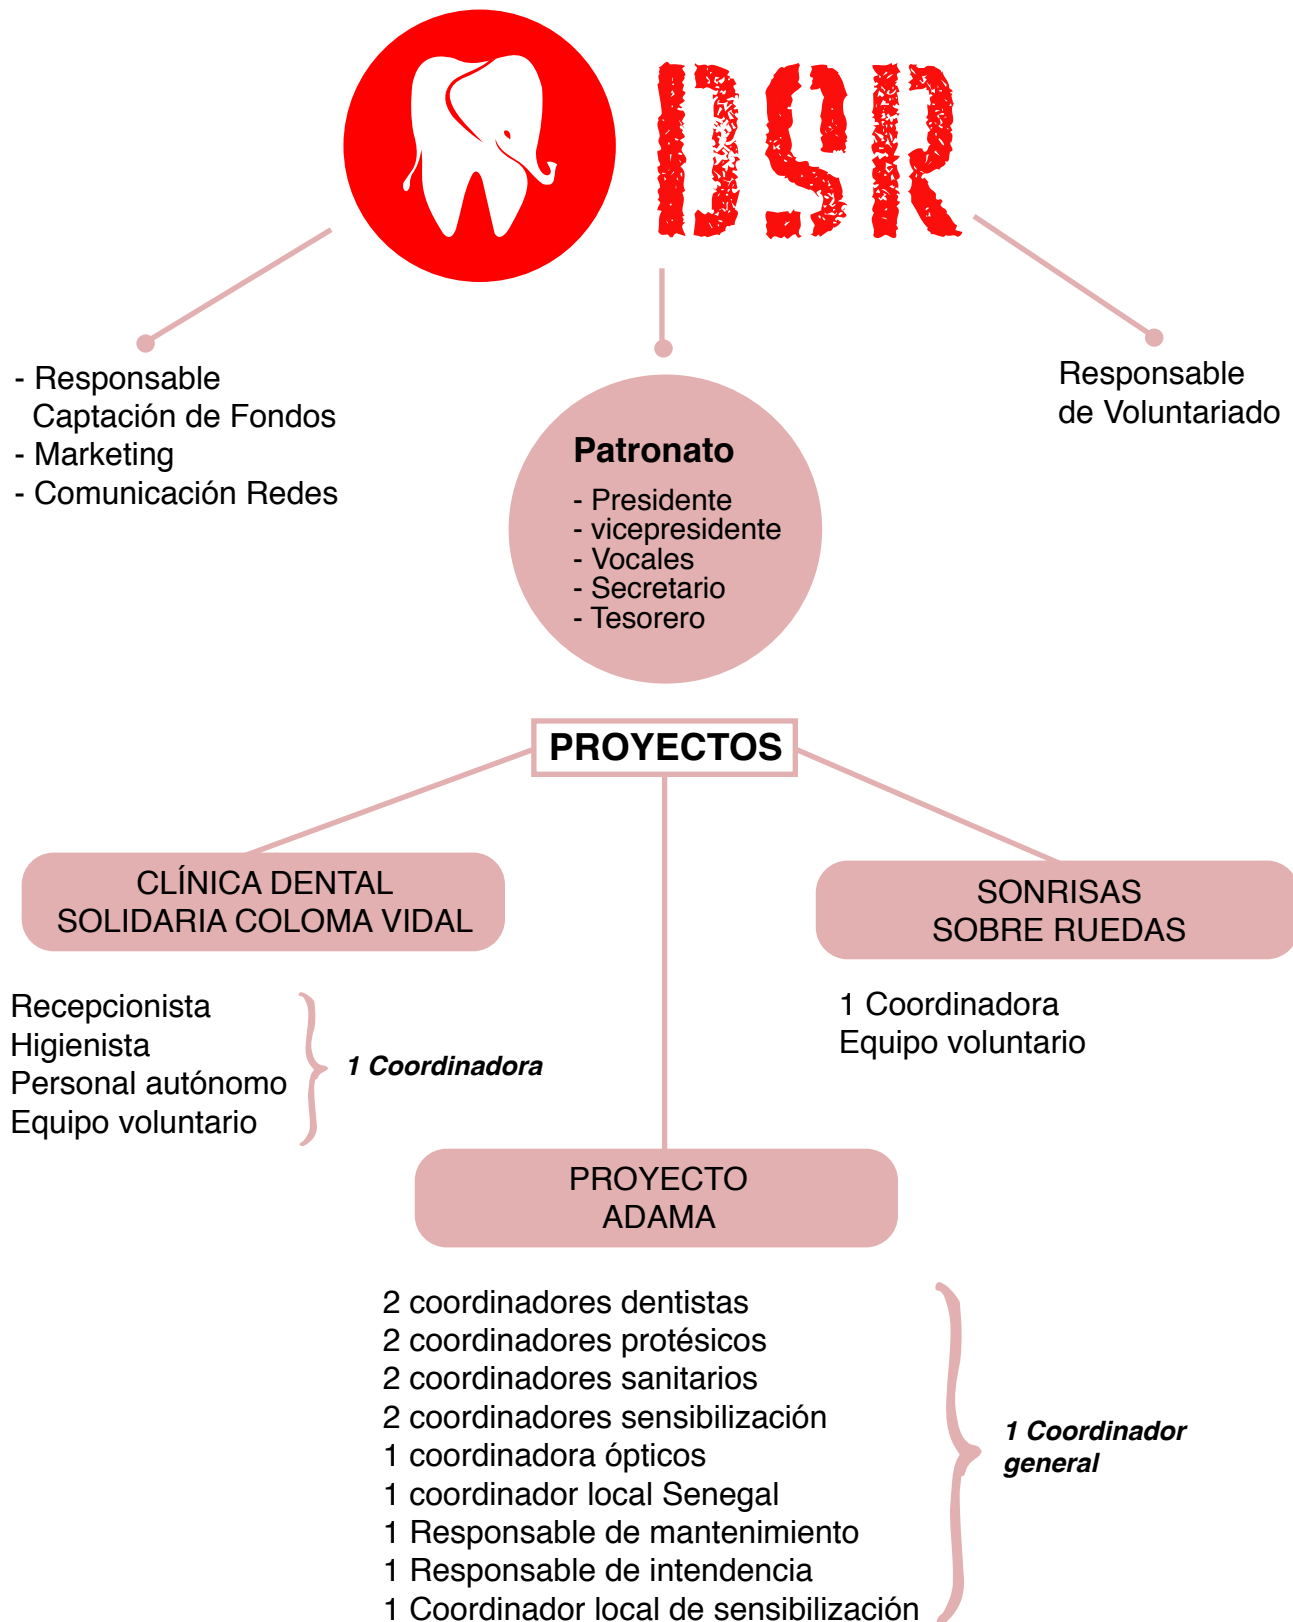 DSR
- Responsable
Captación de Fondos
- Marketing
- Comunicación Redes
Patronato
- Presidente
- vicepresidente
- Vocales
- Secretario
- Tesorero
Responsable
de Voluntariado
PROYECTOS
CLÍNICA DENTAL
SOLIDARIA COLOMA VIDAL
Recepcionista
Higienista
Personal autónomo
Equipo voluntario
1 Coordinadora
SONRISAS
SOBRE RUEDAS
1 Coordinadora
Equipo voluntario
PROYECTO
ADAMA
2 coordinadores dentistas
2 coordinadores protésicos
2 coordinadores sanitarios
2 coordinadores sensibilización
1 coordinadora ópticos
1 coordinador local Senegal
1 Responsable de mantenimiento
1 Responsable de intendencia
1 Coordinador local de sensibilización
1 Coordinador
general